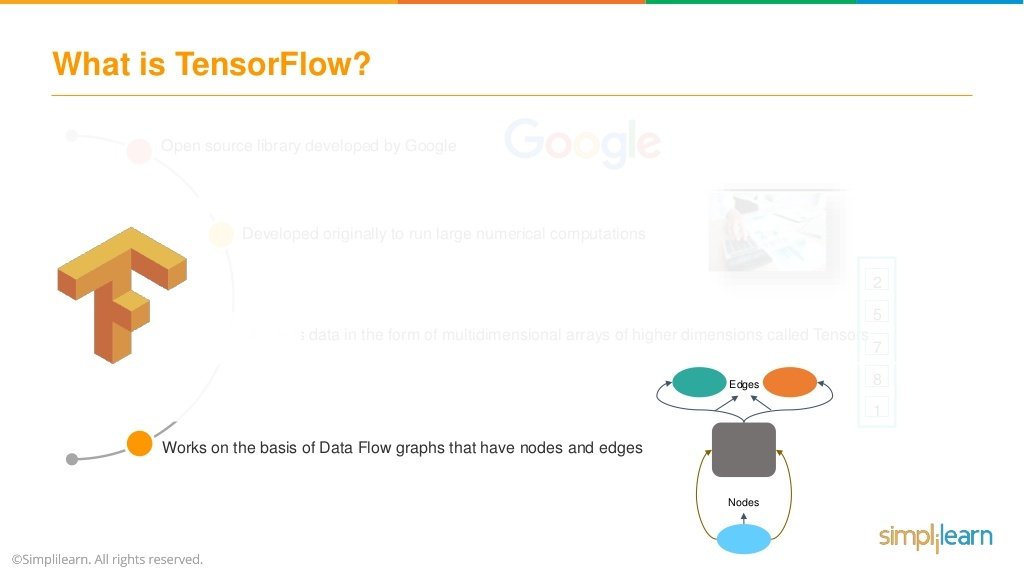 What is TensorFlow?
Open source library developed by Google
Google
Developed originally to run large numerical computations
data in the form of multidimensional arrays of higher dimensions called Tensors
2
5
7
8
1
Edges
Works on the basis of Data Flow graphs that have nodes and edges
Nodes
simplilearn
©Simplilearn. All rights reserved.